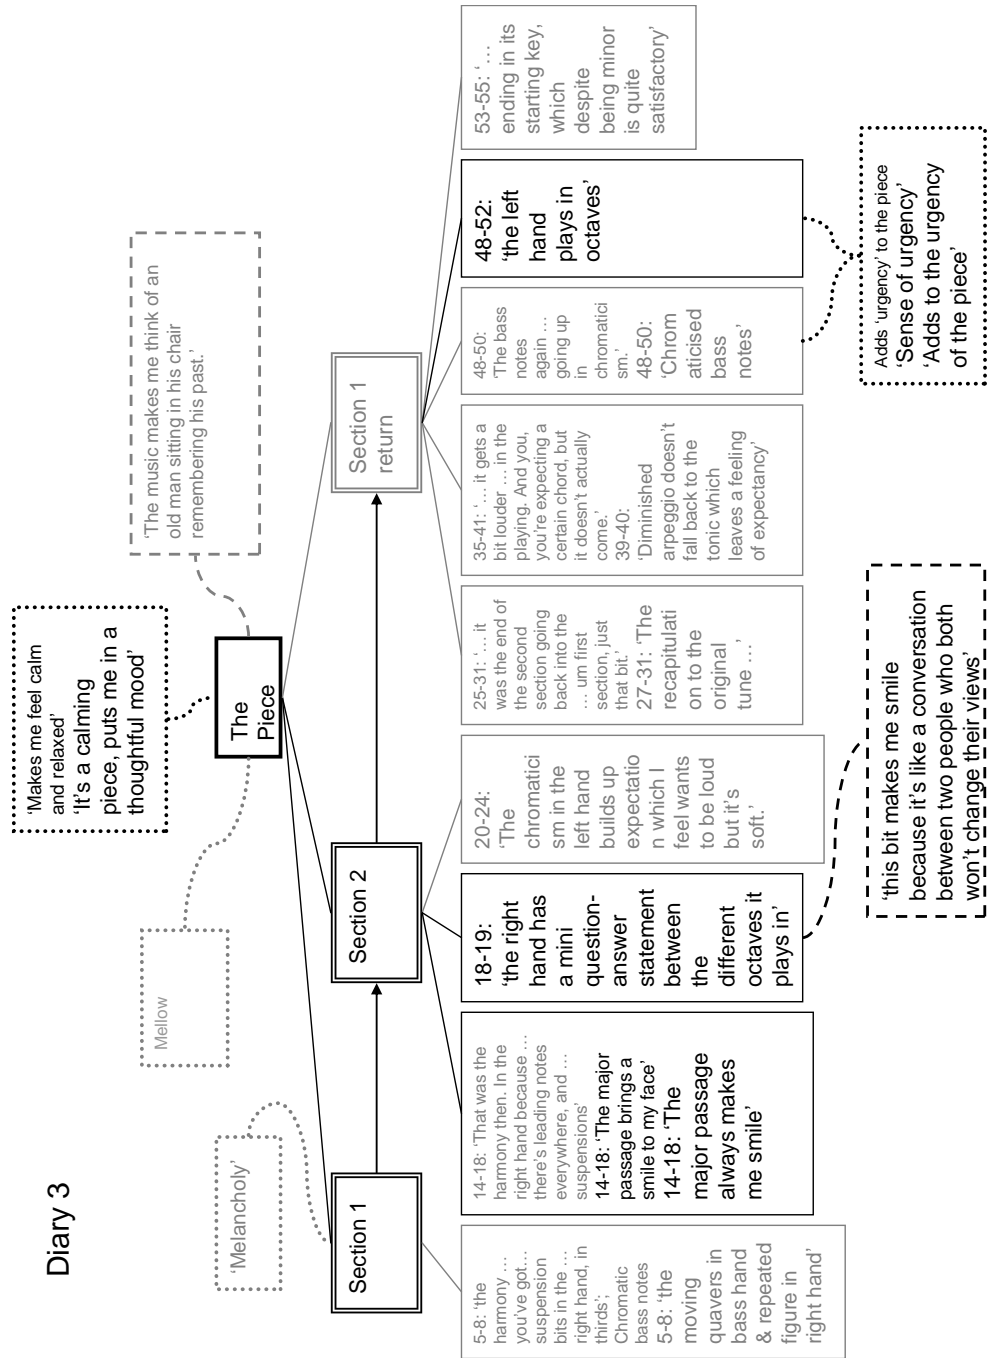 Diary 3
'Makes me feel calm
and relaxed'
'It's a calming
piece, puts me in a
thoughtful mood'
'The music makes me think of an
old man sitting in his chair
remembering his past.'
Mellow
'Melancholy'
The
Piece
Section 1
Section 2
Section 1
return
5-8: 'the
harmony …
you've got…
suspension
bits in the …
right hand, in
thirds';
Chromatic
bass notes
5-8: 'the
moving
quavers in
bass hand
& repeated
figure in
right hand'
14-18: 'That was the
harmony then. In the
right hand because …
there's leading notes
everywhere, and …
suspensions'
14-18: 'The major
passage brings a
smile to my face'
14-18: 'The
major passage
always makes
me smile'
18-19:
'the right
hand has
a mini
question-
answer
statement
between
the
different
octaves it
plays in'
20-24:
'The
chromatici
sm in the
left hand
builds up
expectatio
n which I
feel wants
to be loud
but it's
soft.'
25-31: '… it
was the end of
the second
section going
back into the
… um first
section, just
that bit.'
27-31: 'The
recapitulati
on to the
original
tune …'
35-41: '… it gets a
bit louder … in the
playing. And you,
you're expecting a
certain chord, but
it doesn't actually
come.'
39-40:
'Diminished
arpeggio doesn't
fall back to the
tonic which
leaves a feeling
of expectancy'
48-50:
'The bass
notes
again …
going up
in
chromatici
sm.'
48-50:
'Chrom
aticised
bass
notes'
48-52:
'the left
hand
plays in
octaves'
53-55: '…
ending in its
starting key,
which
despite
being minor
is quite
satisfactory'
'this bit makes me smile
because it's like a conversation
between two people who both
won't change their views'
Adds 'urgency' to the piece
'Sense of urgency'
'Adds to the urgency
of the piece'